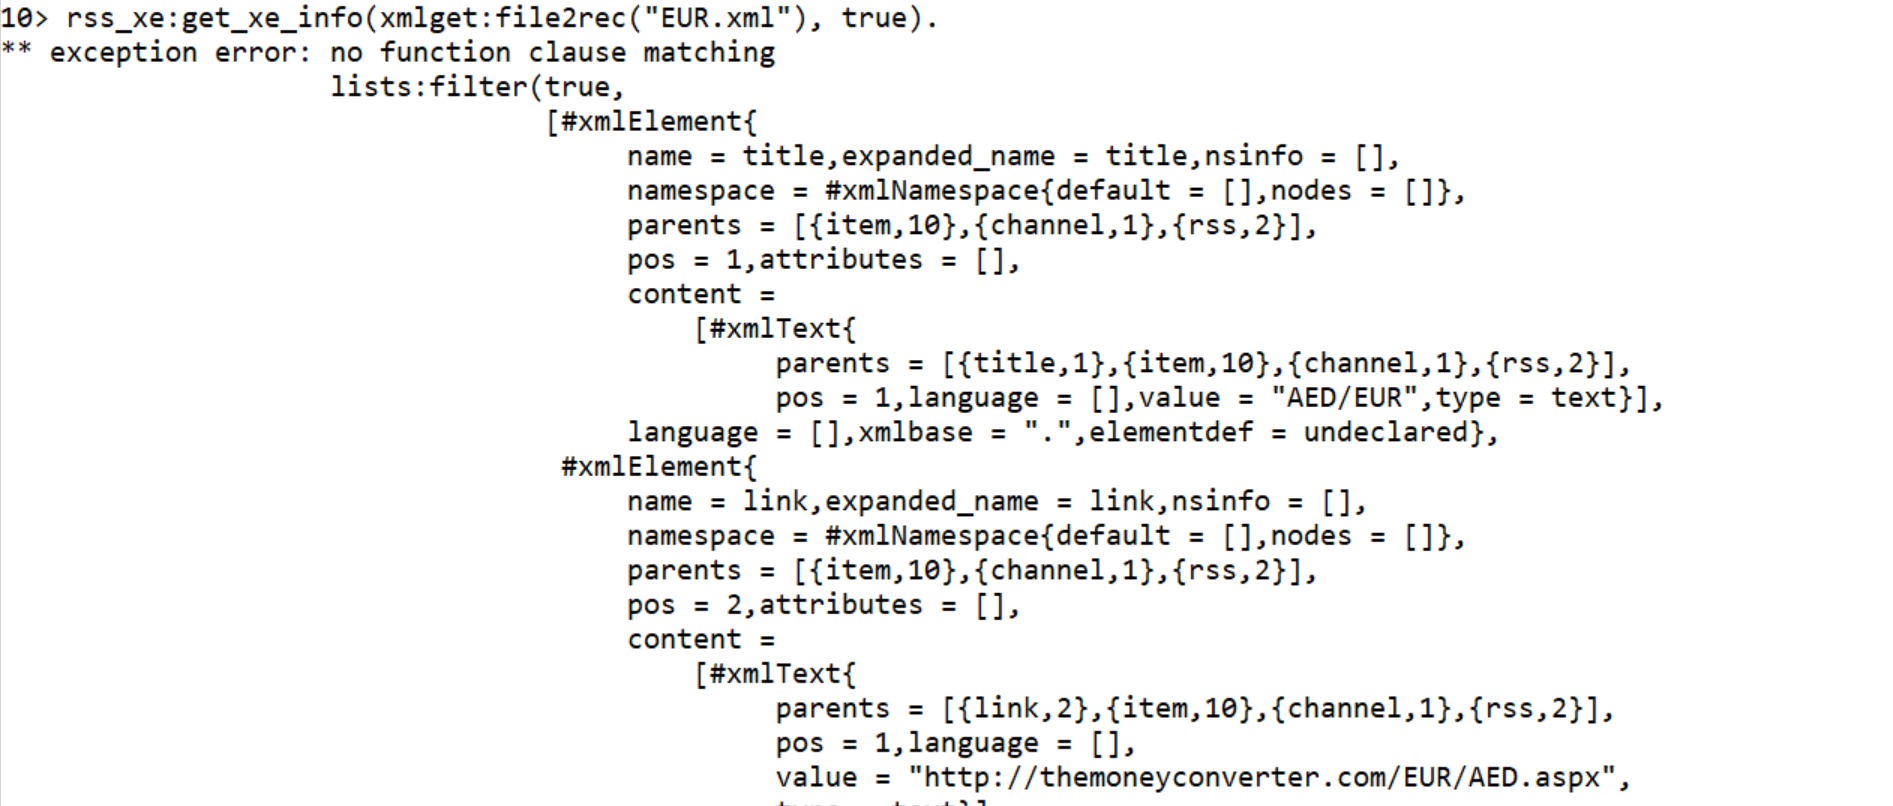 10> rss_xe:get_xe_info(xmlget:file2rec("EUR.xml"), true).
** exception error: no function clause matching
lists:filter(true,
[#xmlElement{
name = title,expanded_name = title,nsinfo = [],
namespace = #xmlNamespace{default = [],nodes = []},
parents = [{item,10},{channel,1},{rss,2}],
pos = 1,attributes = [],
content =
[#xmlText{
parents = [{title,1},{item,10},{channel,1},{rss,2}],
pos = 1,language = [],value = "AED/EUR",type = text}],
language = [],xmlbase = ".",elementdef = undeclared},
#xmlElement{
name = link,expanded_name = link,nsinfo = [],
namespace = #xmlNamespace{default = [],nodes = []},
parents = [{item,10},{channel,1},{rss,2}],
pos = 2,attributes = [],
content =
[#xmlText{
parents = [{link,2},{item,10},{channel,1},{rss,2}],
pos = 1,language = [],
value = "http://themoneyconverter.com/EUR/AED.aspx",